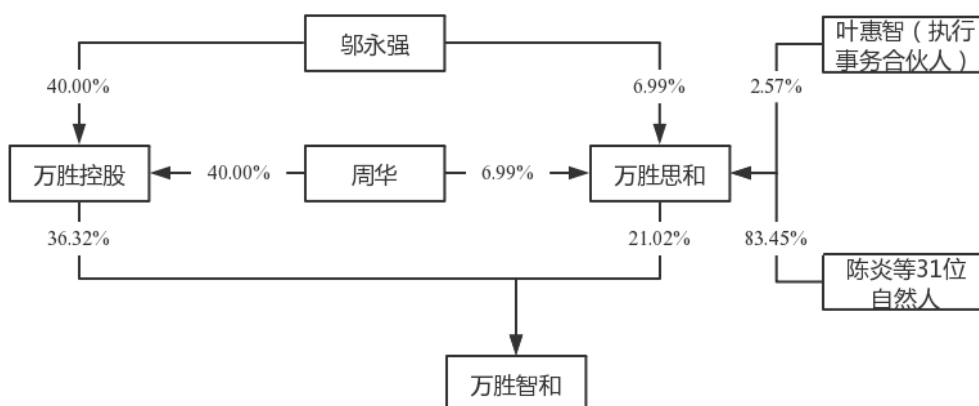 邬永强
叶惠智（执行
事务合伙人）
40.00%
6.99%
2.57%
万胜控股
40.00%
周华
6.99%
万胜思和
36.32%
21.02%
83.45%
陈炎等31位
自然人
万胜智和